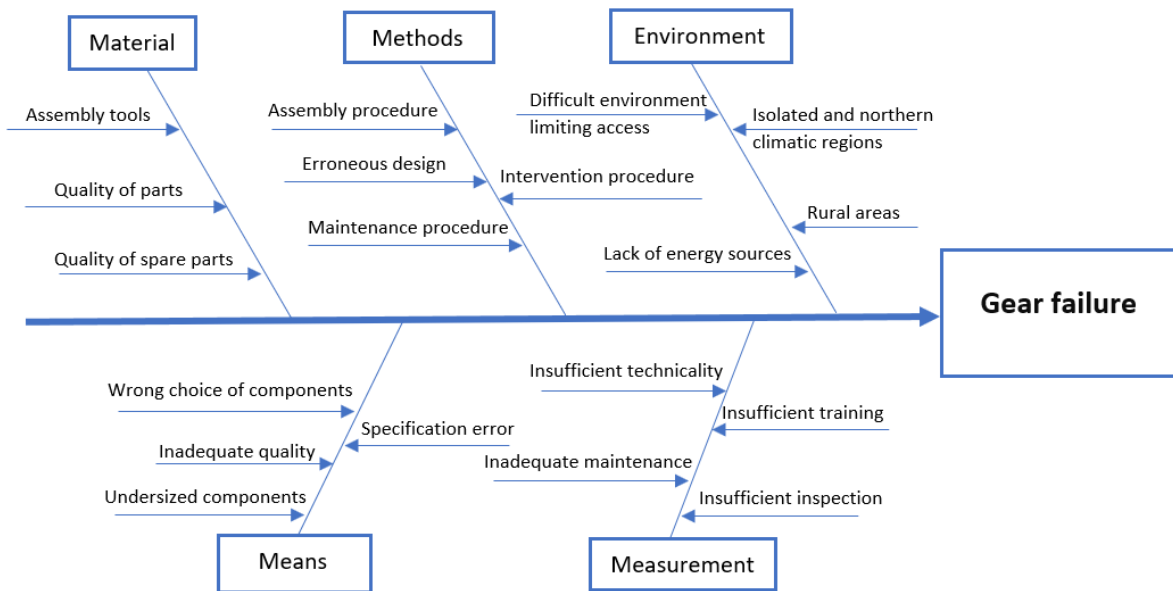 Material
Methods
Environment
Assembly tools
Quality of parts
Quality of spare parts
Assembly procedure
Erroneous design
Intervention procedure
Maintenance procedure
Difficult environment
limiting access
Isolated and northern
climatic regions
Rural areas
Lack of energy sources
Gear failure
Wrong choice of components
Specification error
Inadequate quality
Undersized components
Insufficient technicality
Insufficient training
Inadequate maintenance
Insufficient inspection
Means
Measurement